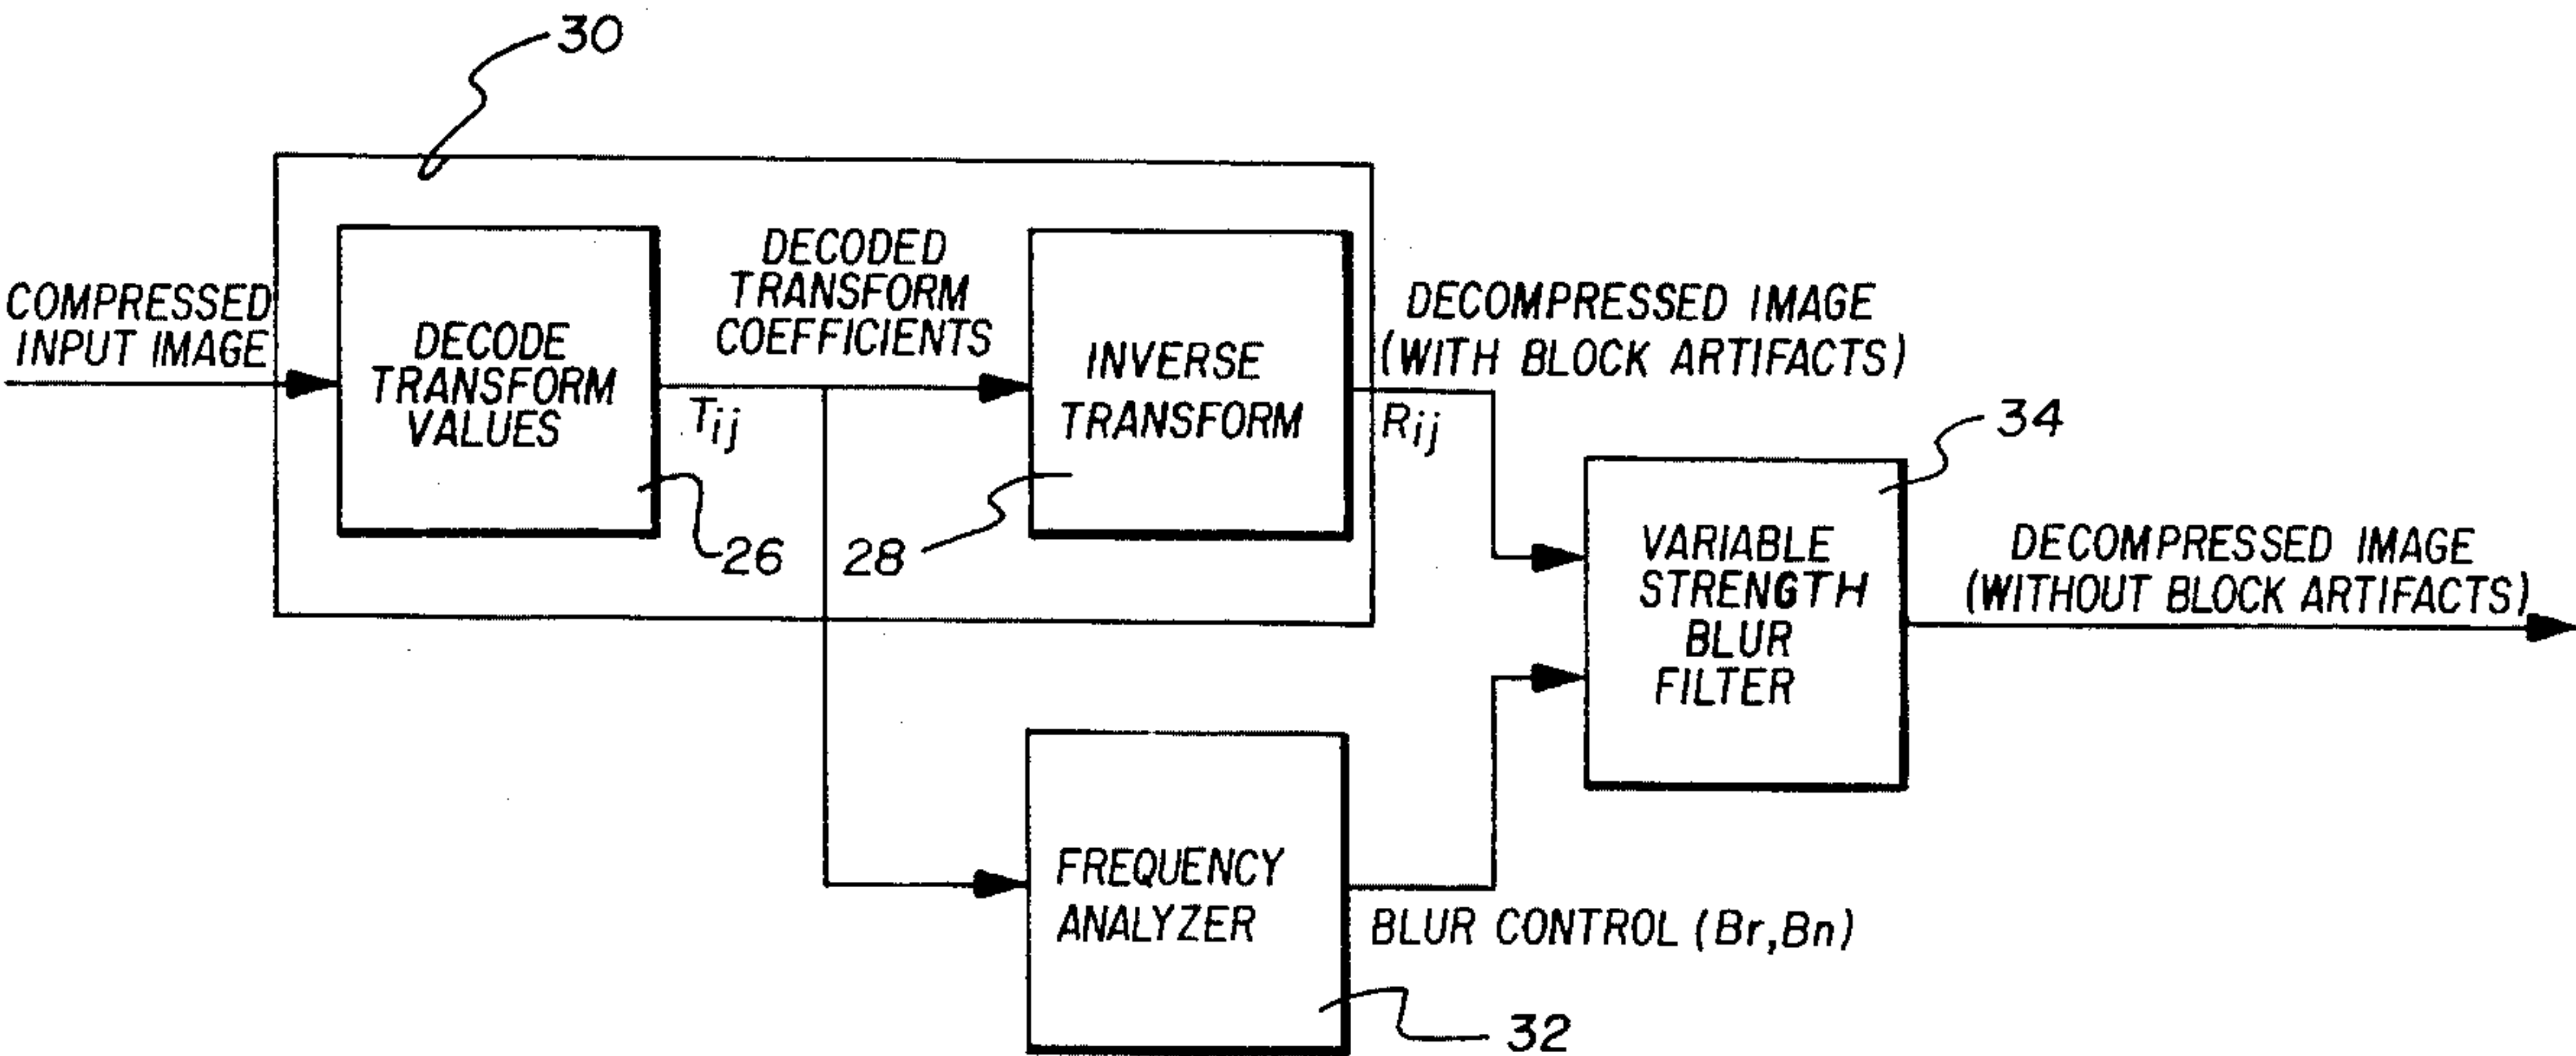 30
COMPRESSED
INPUT IMAGE
DECODE
TRANSFORM
VALUES
26
DECODED
TRANSFORM
COEFFICIENTS
Tij
INVERSE
TRANSFORM
28
DECOMPRESSED IMAGE
(WITH BLOCK ARTIFACTS)
Rij
34
VARIABLE
STRENGTH
BLUR
FILTER
DECOMPRESSED IMAGE
(WITHOUT BLOCK ARTIFACTS)
FREQUENCY
ANALYZER
BLUR CONTROL (Br,Bn)
32